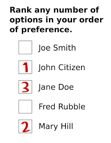 Rank any number of
options in your order
of preference.
Joe Smith
1 John Citizen
3 Jane Doe
Fred Rubble
2 Mary Hill